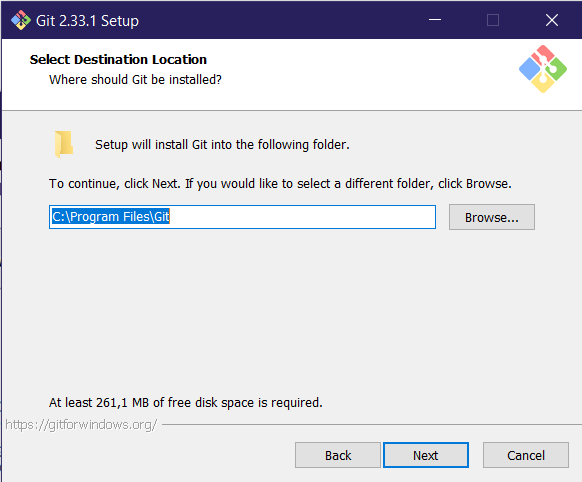 Git 2.33.1 Setup
Select Destination Location
Where should Git be installed?
Setup will install Git into the following folder.
To continue, click Next. If you would like to select a different folder, click Browse.
C:\Program Files\Git
Browse...
At least 261,1 MB of free disk space is required.
https://gitforwindows.org/
Back
Next
Cancel